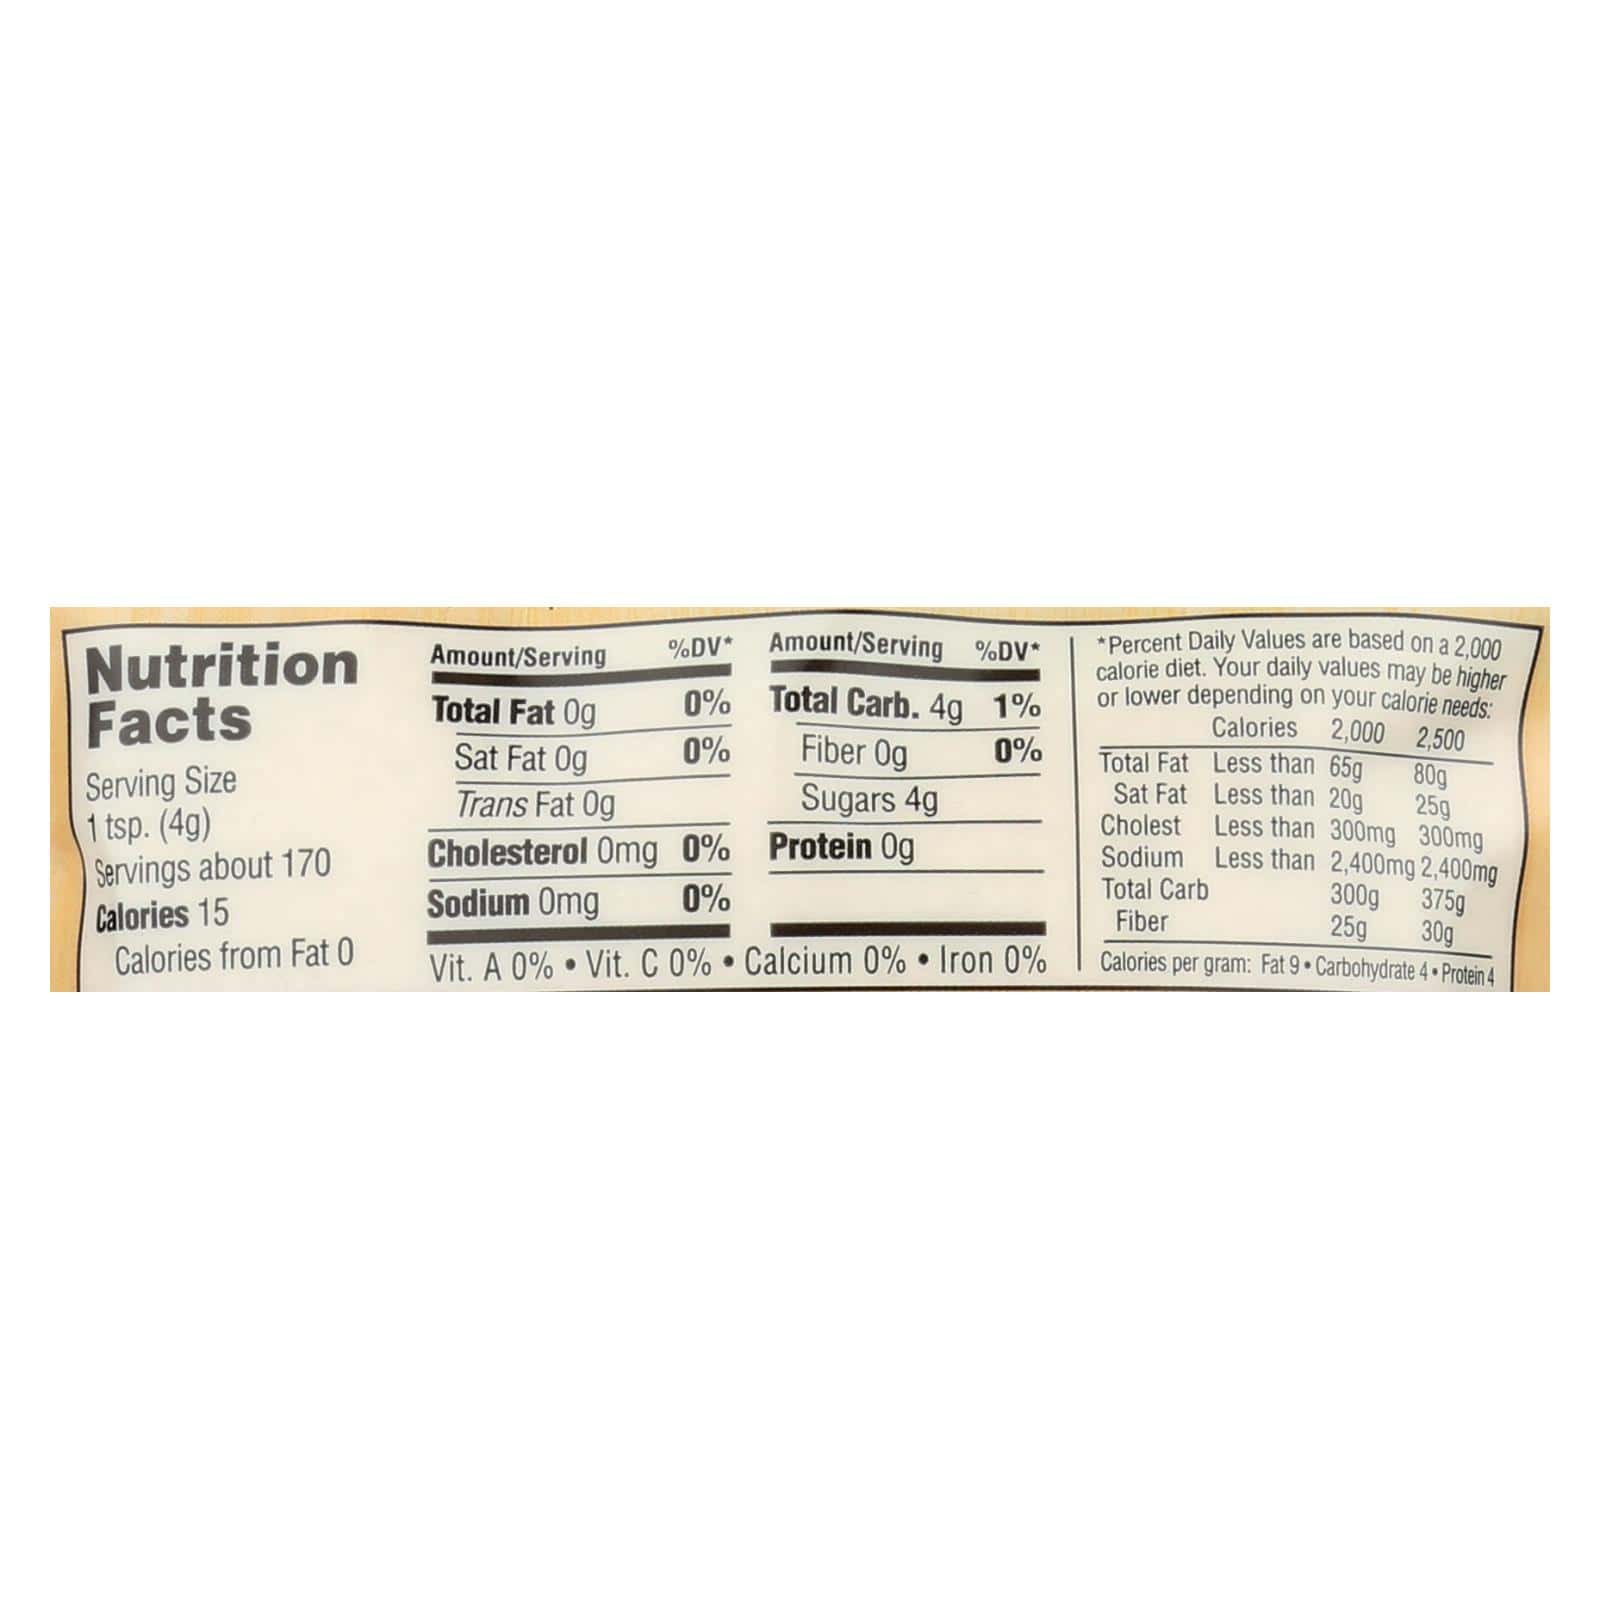 Nutrition
Facts
Serving Size
1 tsp. (4g)
Servings about 170
Calories 15
Calories from Fat 0
Amount/Serving %DV*
Total Fat 0g 0%
Sat Fat 0g 0%
Trans Fat 0g
Cholesterol 0mg 0%
Sodium 0mg 0%
Amount/Serving %DV*
Total Carb. 4g 1%
Fiber 0g 0%
Sugars 4g
Protein 0g
Vit. A 0% • Vit. C 0% • Calcium 0% • Iron 0%
*Percent Daily Values are based on a 2,000
calorie diet. Your daily values may be higher
or lower depending on your calorie needs:
Calories 2,000 2,500
Total Fat Less than 65g 80g
Sat Fat Less than 20g 25g
Cholest Less than 300mg 300mg
Sodium Less than 2,400mg 2,400mg
Total Carb 300g 375g
Fiber 25g 30g
Calories per gram: Fat 9 • Carbohydrate 4 • Protein 4